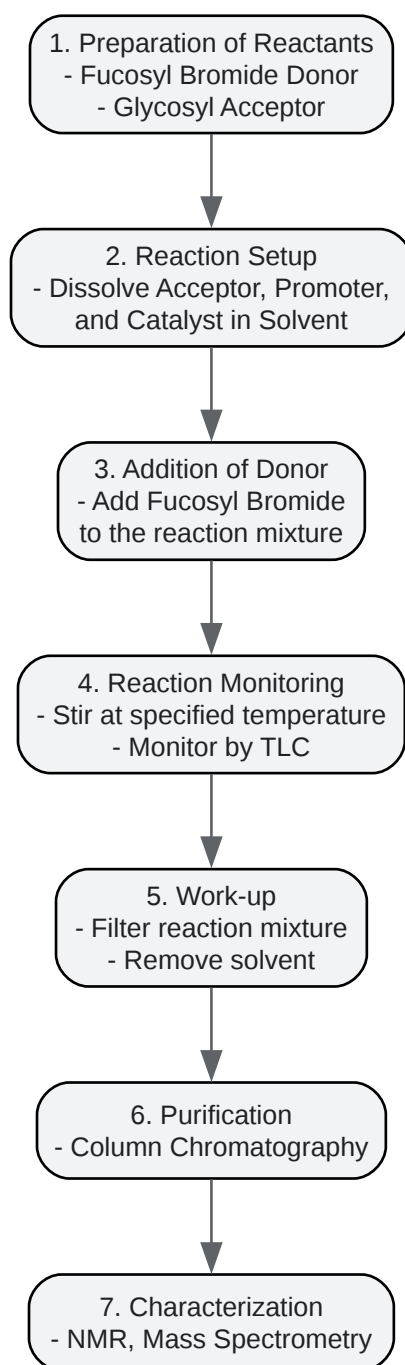 1. Preparation of Reactants
- Fucosyl Bromide Donor
- Glycosyl Acceptor
2. Reaction Setup
- Dissolve Acceptor, Promoter,
and Catalyst in Solvent
3. Addition of Donor
- Add Fucosyl Bromide
to the reaction mixture
4. Reaction Monitoring
- Stir at specified temperature
- Monitor by TLC
5. Work-up
- Filter reaction mixture
- Remove solvent
6. Purification
- Column Chromatography
7. Characterization
- NMR, Mass Spectrometry